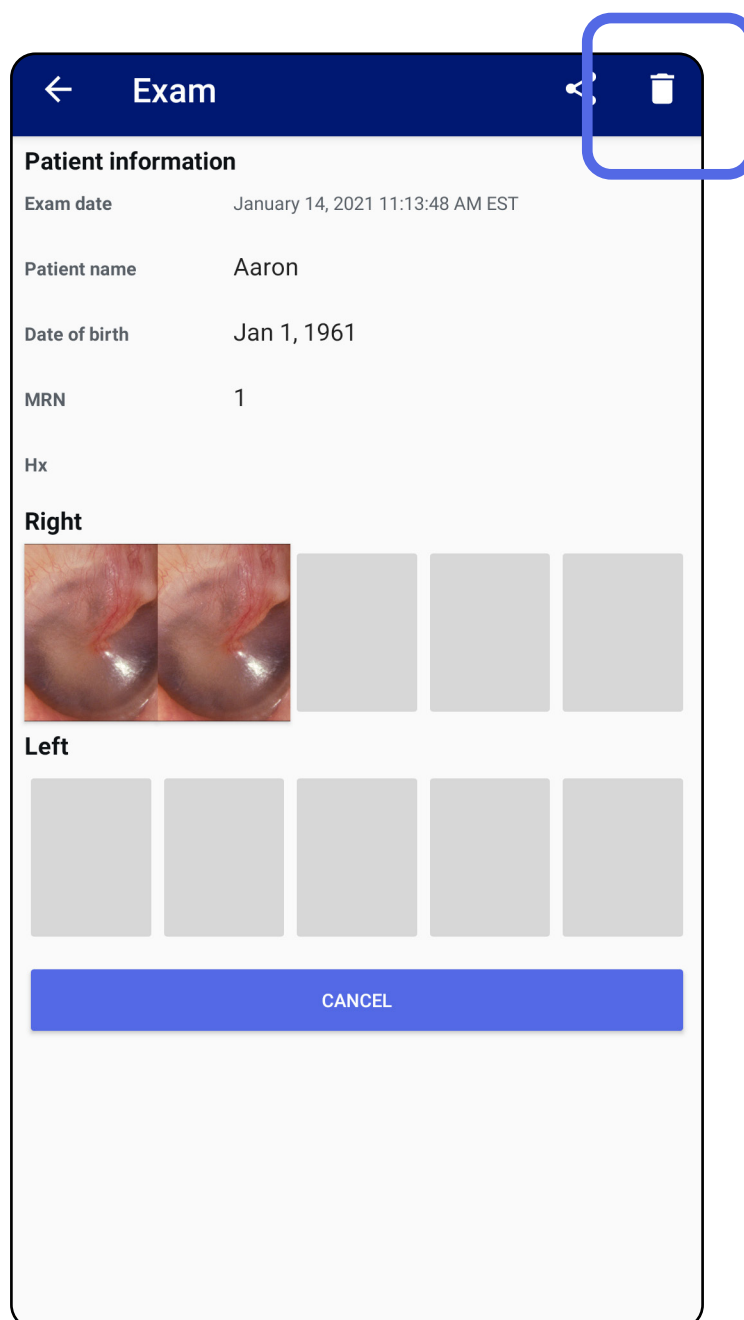 Exam
Patient information
Exam date January 14, 2021 11:13:48 AM EST
Patient name Aaron
Date of birth Jan 1, 1961
MRN 1
Hx
Right
Left
CANCEL